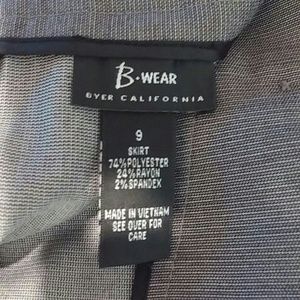 B·WEAR
BYER CALIFORNIA
9
SKIRT
74%POLYESTER
24%RAYON
2%SPANDEX
MADE IN VIETNAM
SEE OVER FOR
CARE